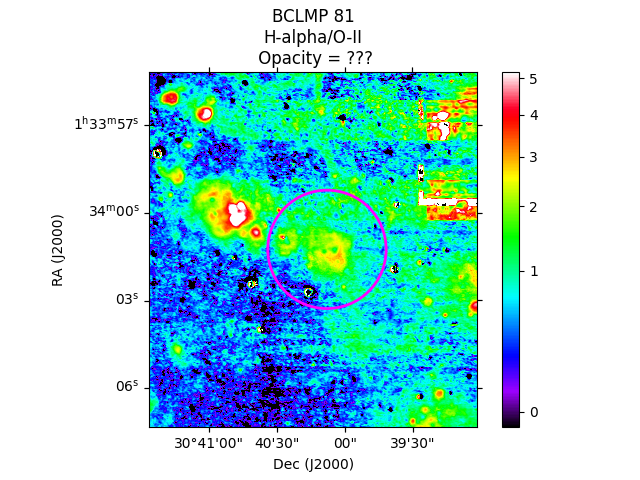 BCLMP 81
H-alpha/O-II
Opacity = ???
1ʰ33ᵐ57ˢ
34ᵐ00ˢ
03ˢ
06ˢ
RA (J2000)
30°41'00" 40'30" 00" 39'30"
Dec (J2000)
5
4
3
2
1
0